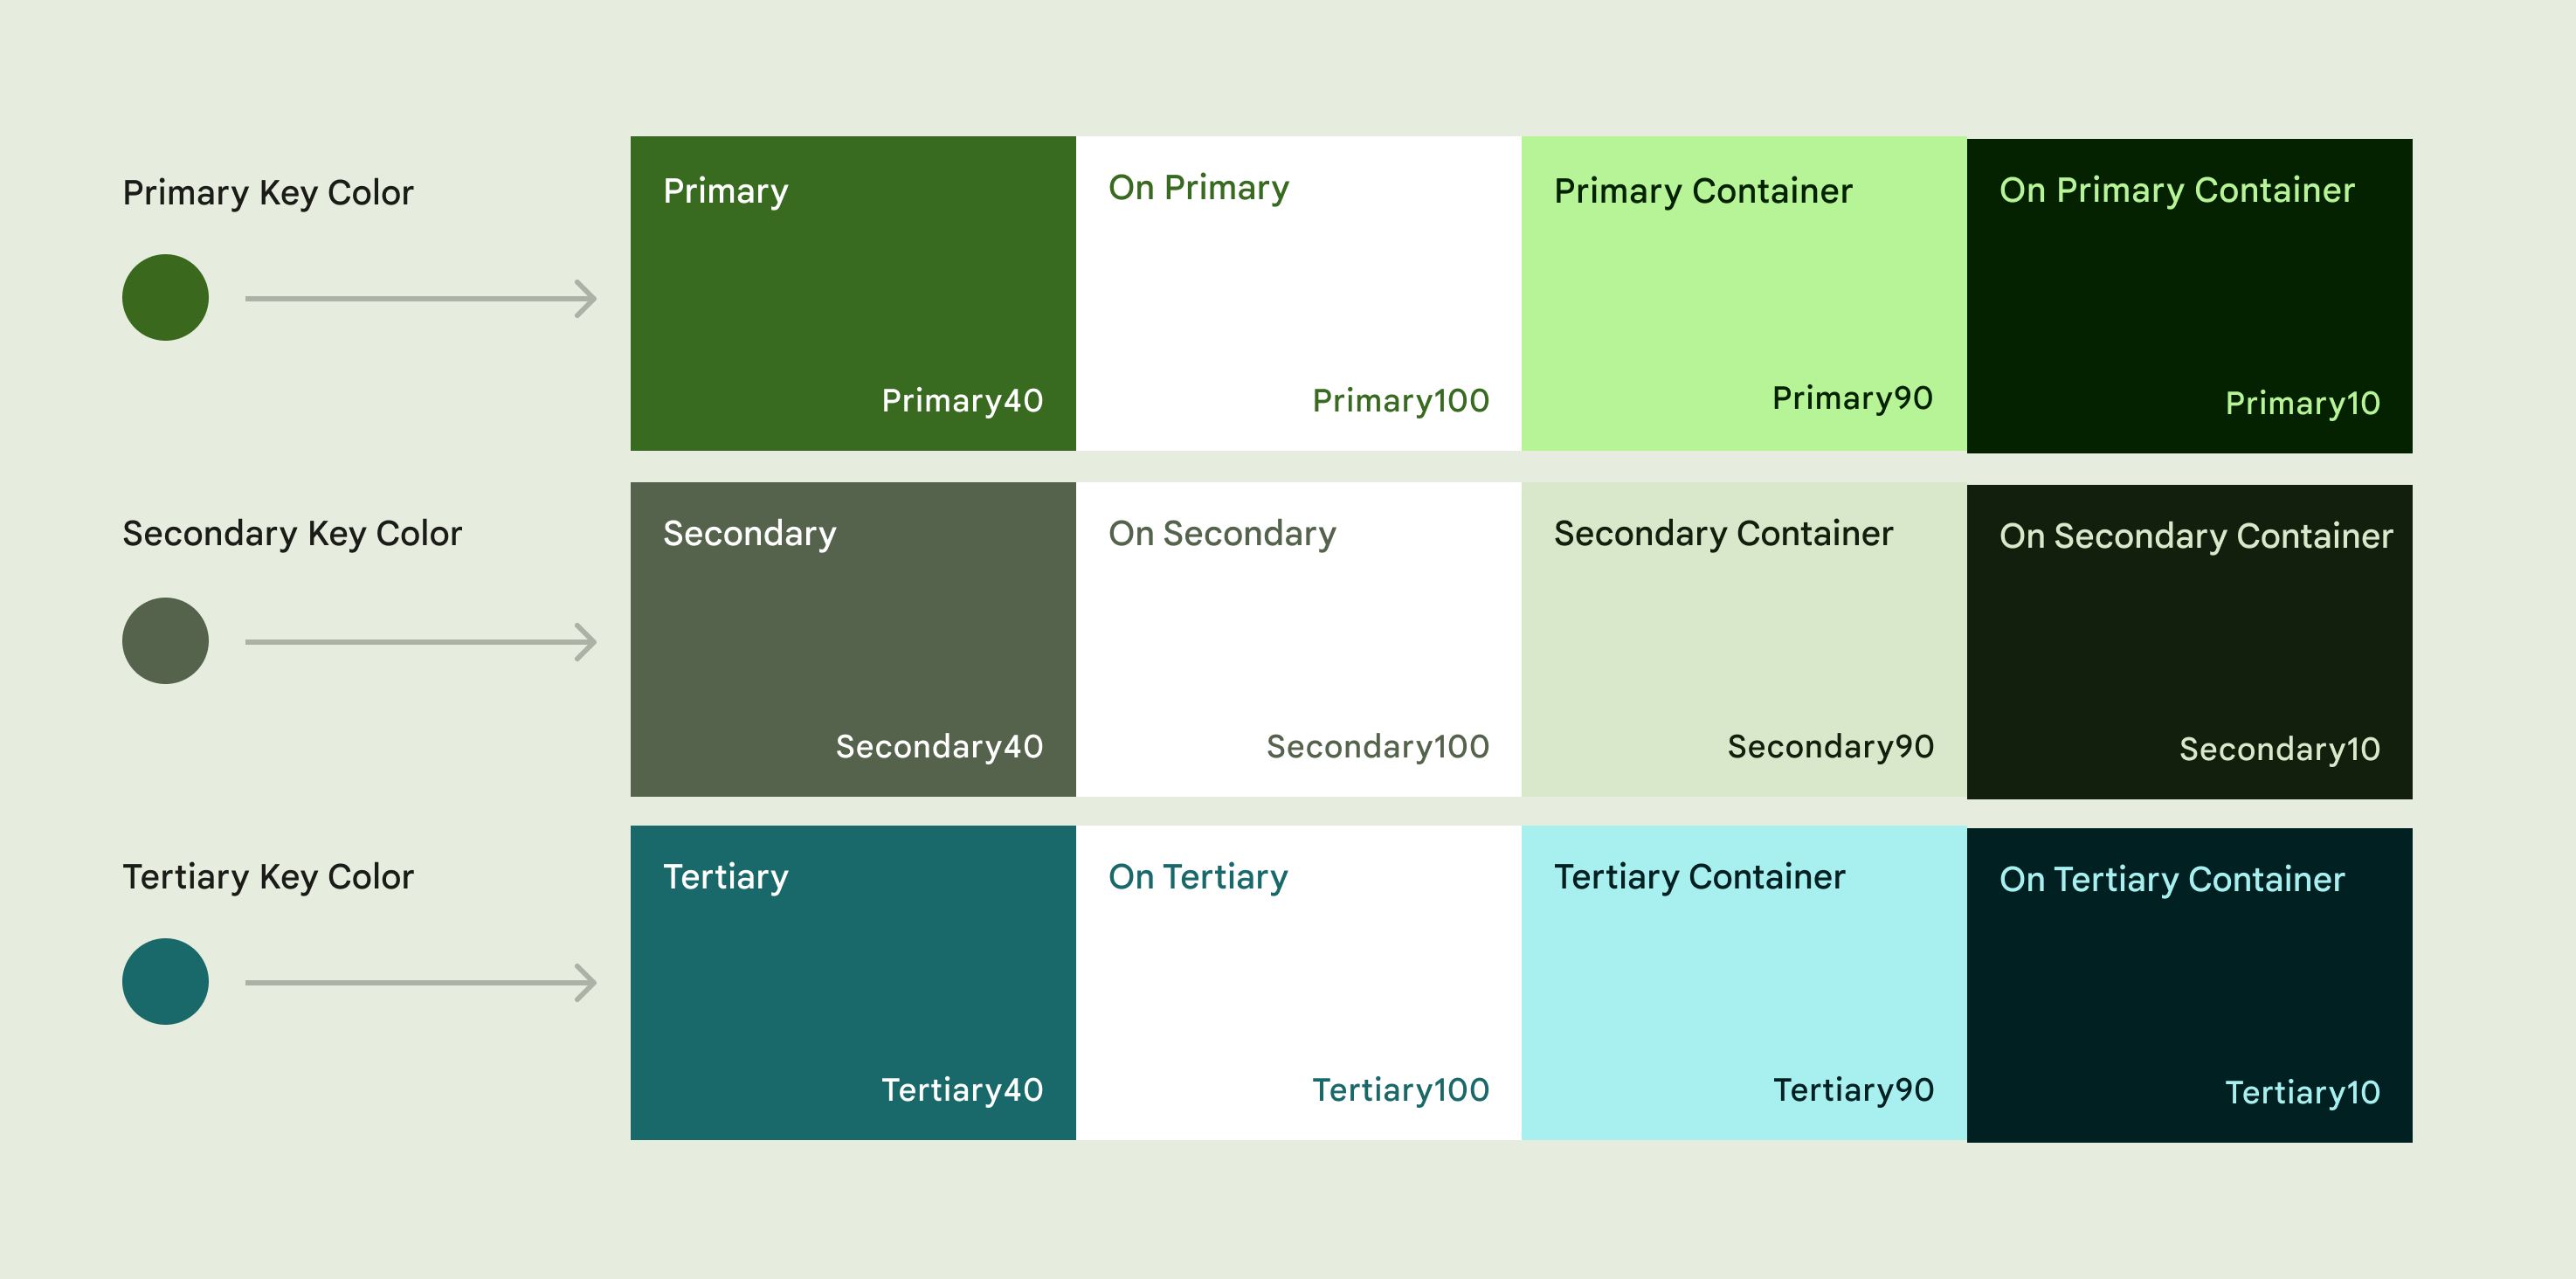 Primary Key Color
Primary
On Primary
Primary Container
On Primary Container
Primary40
Primary100
Primary90
Primary10
Secondary Key Color
Secondary
On Secondary
Secondary Container
On Secondary Container
Secondary40
Secondary100
Secondary90
Secondary10
Tertiary Key Color
Tertiary
On Tertiary
Tertiary Container
On Tertiary Container
Tertiary40
Tertiary100
Tertiary90
Tertiary10